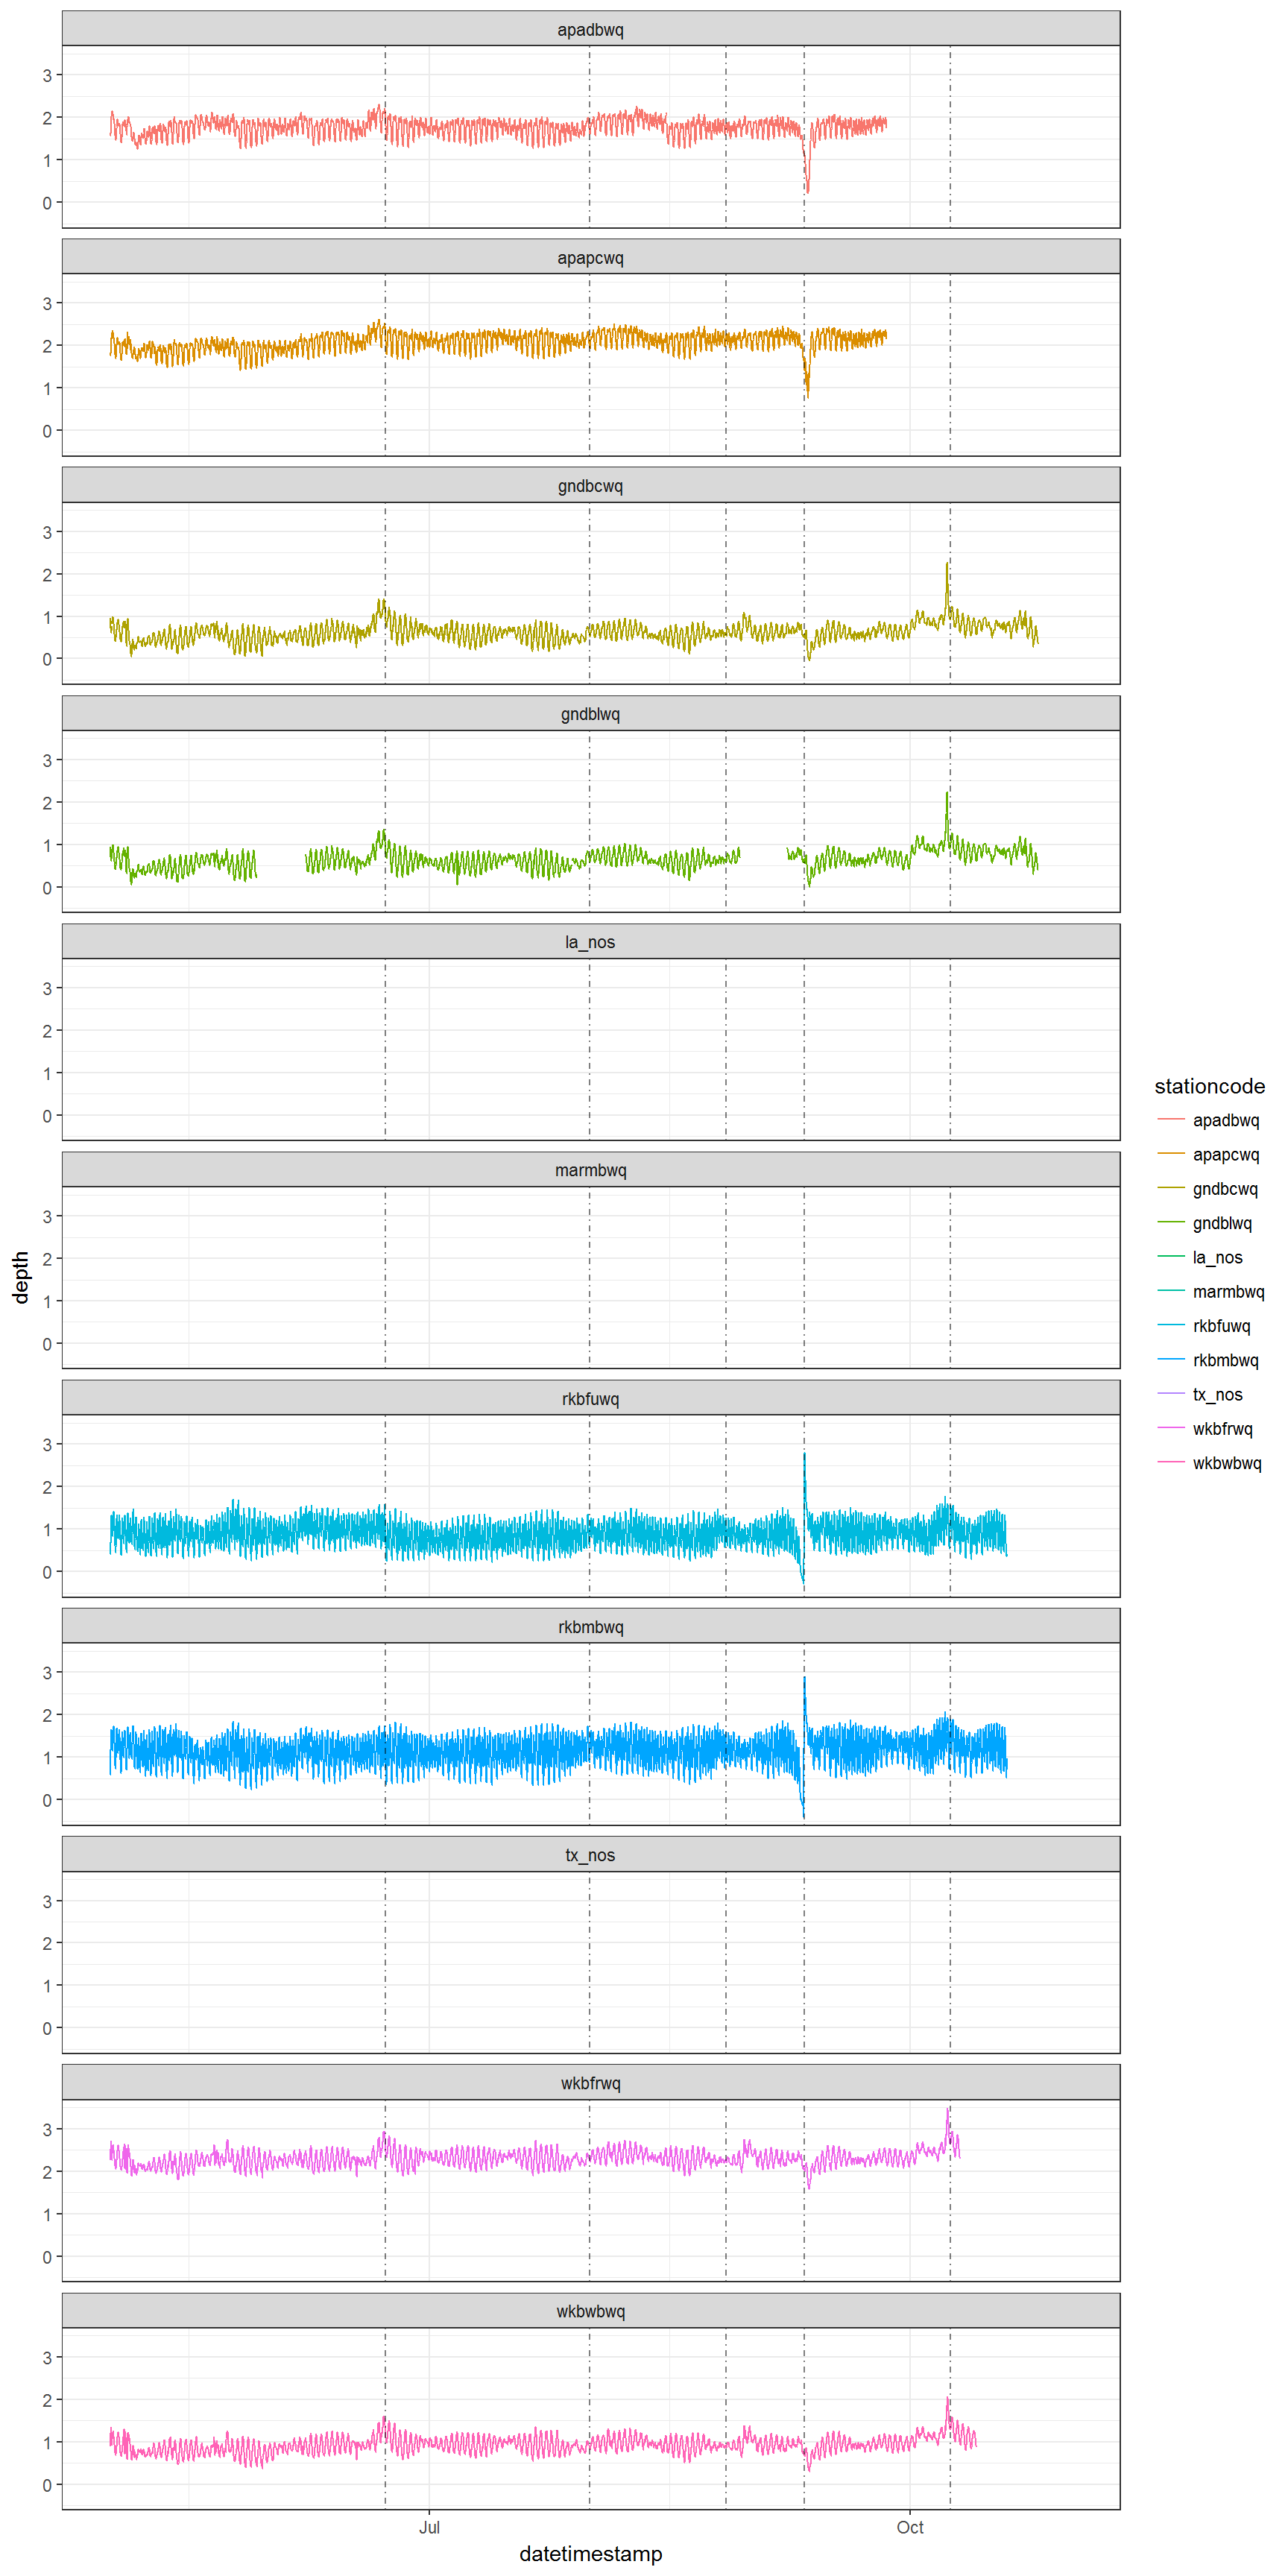 apadbwq
3
2
1
0
apapcwq
3
2
1
0
gndbcwq
3
2
1
0
gndblwq
3
2
1
0
la_nos
3
2
1
0
marmbwq
3
2
1
0
rkbfuwq
3
2
1
0
rkbmbwq
3
2
1
0
tx_nos
3
2
1
0
wkbfrwq
3
2
1
0
wkbwbwq
3
2
1
0
Jul Oct
datetimestamp
depth
stationcode
apadbwq
apapcwq
gndbcwq
gndblwq
la_nos
marmbwq
rkbfuwq
rkbmbwq
tx_nos
wkbfrwq
wkbwbwq